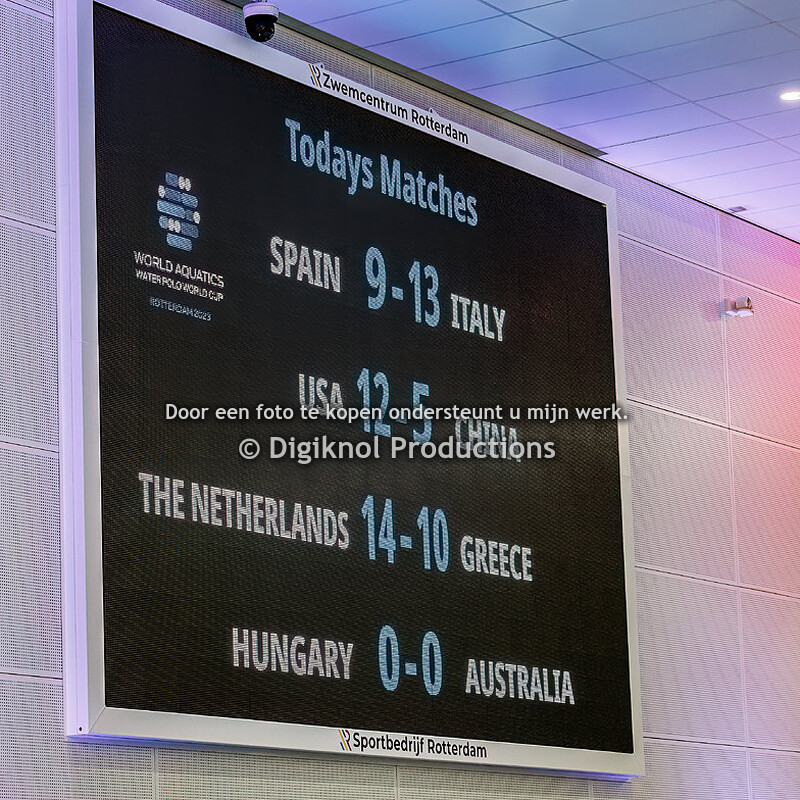 Zwemcentrum Rotterdam
Todays Matches
WORLD AQUATICS
WATER POLO WORLD CUP
ROTTERDAM 2023
SPAIN 9-13 ITALY
USA 12-5 CHINA
Door een foto te kopen ondersteunt u mijn werk.
© Digiknol Productions
THE NETHERLANDS 14-10 GREECE
HUNGARY 0-0 AUSTRALIA
Sportbedrijf Rotterdam